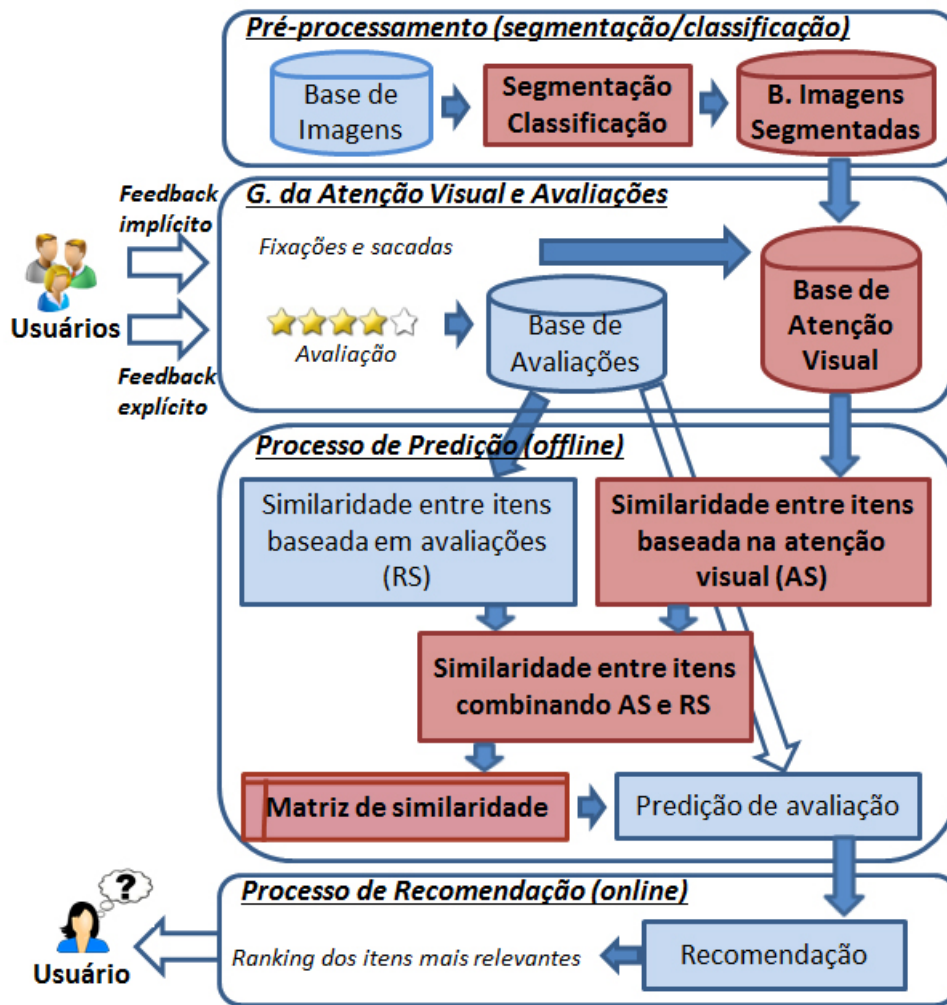 Pré-processamento (segmentação/classificação)
Base de
Imagens
Segmentação
Classificação
B. Imagens
Segmentadas
Feedback
implícito
G. da Atenção Visual e Avaliações
Fixações e sacadas
Usuários
Avaliação
Base de
Avaliações
Base de
Atenção
Visual
Feedback
explícito
Processo de Predição (offline)
Similaridade entre itens
baseada em avaliações
(RS)
Similaridade entre itens
baseada na atenção
visual (AS)
Similaridade entre itens
combinando AS e RS
Matriz de similaridade
Predição de avaliação
Processo de Recomendação (online)
?
Usuário
Ranking dos itens mais relevantes
Recomendação